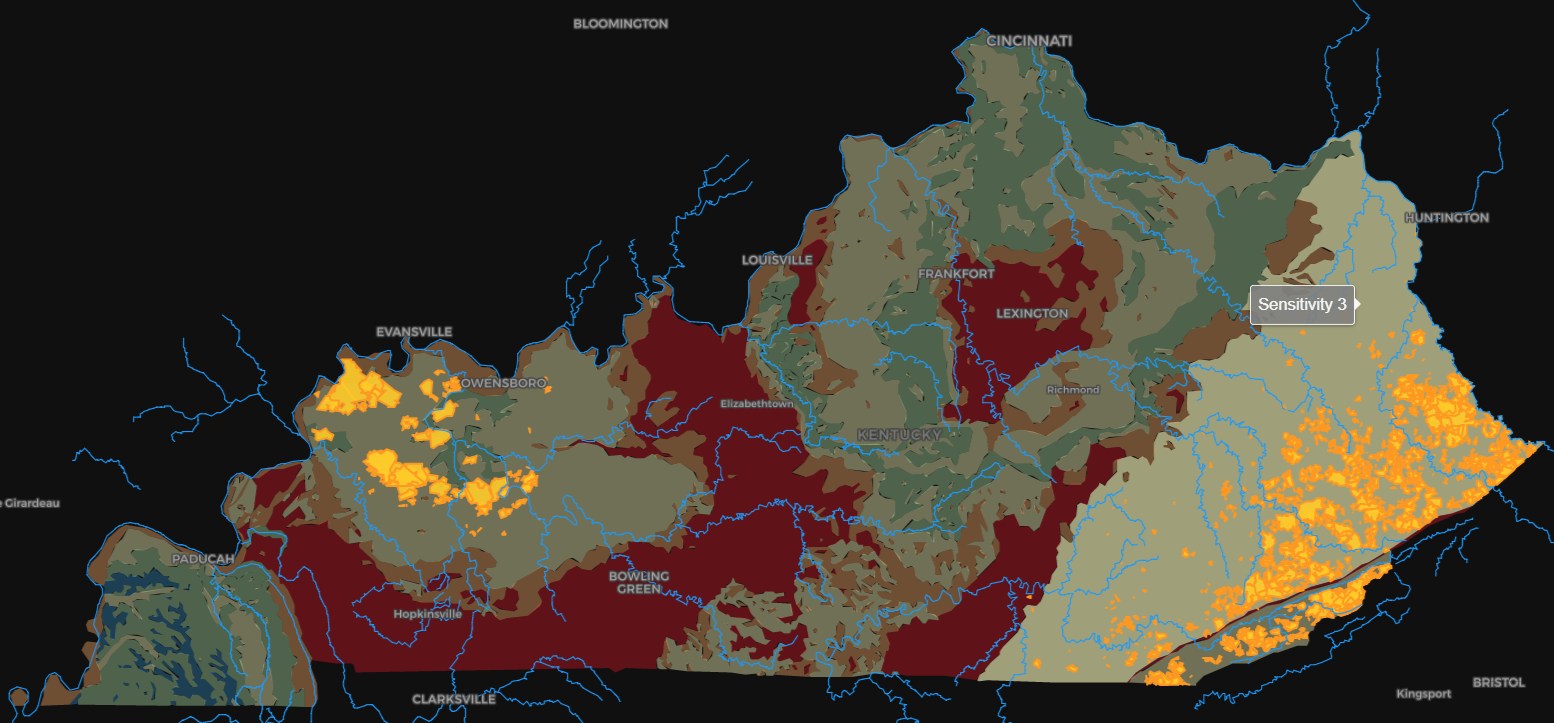 BLOOMINGTON
CINCINNATI
HUNTINGTON
LOUISVILLE
FRANKFORT
Sensitivity 3
LEXINGTON
EVANSVILLE
OWENSBORO
Richmond
Elizabethtown
KENTUCKY
Girardeau
PADUCAH
BOWLING
GREEN
Hopkinsville
BRISTOL
Kingsport
CLARKSVILLE